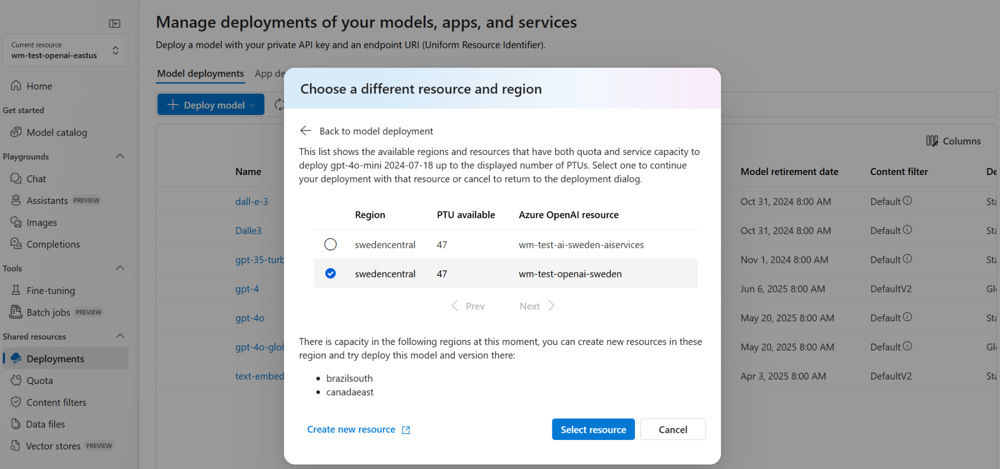 Current resource
wm-test-openai-eastus
Home
Get started
Model catalog
Playgrounds
Chat
Assistants PREVIEW
Images
Completions
Tools
Fine-tuning
Batch jobs PREVIEW
Shared resources
Deployments
Quota
Content filters
Data files
Vector stores PREVIEW
Manage deployments of your models, apps, and services
Deploy a model with your private API key and an endpoint URI (Uniform Resource Identifier).
Model deployments App de
Deploy model
Columns
Name Model retirement date Content filter De
dall-e-3 Oct 31, 2024 8:00 AM Default Sta
Dalle3 Oct 31, 2024 8:00 AM Default Sta
gpt-35-turb Nov 1, 2024 8:00 AM Default Sta
gpt-4 Jun 6, 2025 8:00 AM DefaultV2 Glo
gpt-4o May 20, 2025 8:00 AM Default Sta
gpt-4o-glob May 20, 2025 8:00 AM Default Glo
text-embed Apr 3, 2025 8:00 AM DefaultV2 Sta
Choose a different resource and region
Back to model deployment
This list shows the available regions and resources that have both quota and service capacity to
deploy gpt-4o-mini 2024-07-18 up to the displayed number of PTUs. Select one to continue
your deployment with that resource or cancel to return to the deployment dialog.
Region PTU available Azure OpenAI resource
swedencentral 47 wm-test-ai-sweden-aiservices
swedencentral 47 wm-test-openai-sweden
Prev Next
There is capacity in the following regions at this moment, you can create new resources in these
region and try deploy this model and version there:
• brazilsouth
• canadaeast
Create new resource Select resource Cancel